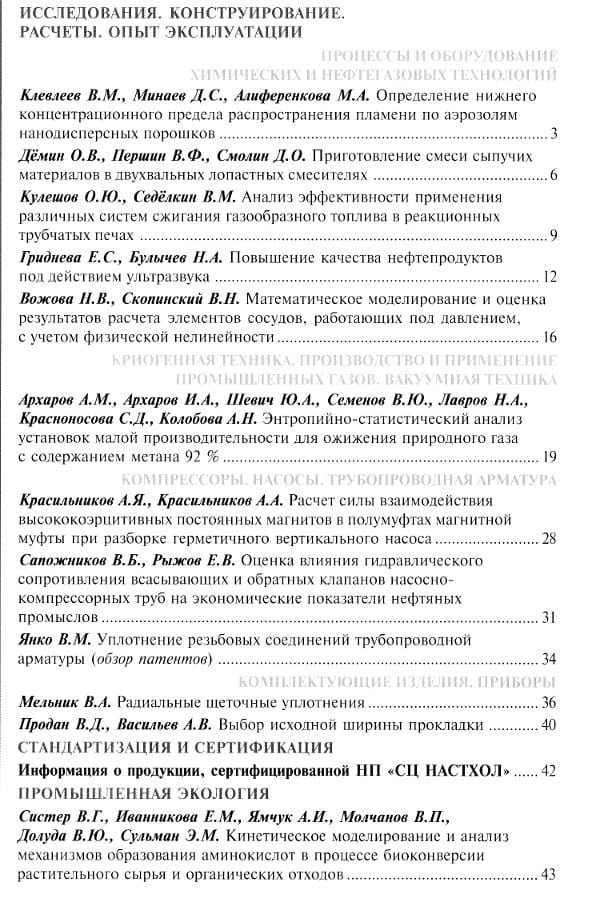 ИССЛЕДОВАНИЯ. КОНСТРУИРОВАНИЕ.
РАСЧЕТЫ. ОПЫТ ЭКСПЛУАТАЦИИ
ПРОЦЕССЫ И ОБОРУДОВАНИЕ
ХИМИЧЕСКИХ И НЕФТЕГАЗОВЫХ ТЕХНОЛОГИЙ
Клевлеев В.М., Минаев Д.С., Алиференкова М.А. Определение нижнего
концентрационного предела распространения пламени по аэрозолям
нанодисперсных порошков ........ 3
Дёмин О.В., Першин В.Ф., Смолин Д.О. Приготовление смеси сыпучих
материалов в двухвальных лопастных смесителях ........ 6
Кулешов О.Ю., Седёлкин В.М. Анализ эффективности применения
различных систем сжигания газообразного топлива в реакционных
трубчатых печах ........ 9
Гриднева Е.С., Булычев Н.А. Повышение качества нефтепродуктов
под действием ультразвука ........ 12
Вожова Н.В., Скопинский В.Н. Математическое моделирование и оценка
результатов расчета элементов сосудов, работающих под давлением,
с учетом физической нелинейности ........ 16
КРИОГЕННАЯ ТЕХНИКА. ПРОИЗВОДСТВО И ПРИМЕНЕНИЕ
ПРОМЫШЛЕННЫХ ГАЗОВ. ВАКУУМНАЯ ТЕХНИКА
Архаров А.М., Архаров И.А., Шевич Ю.А., Семенов В.Ю., Лавров Н.А.,
Красноносова С.Д., Колобова А.Н. Энтропийно-статистический анализ
установок малой производительности для ожижения природного газа
с содержанием метана 92 % ........ 19
КОМПРЕССОРЫ. НАСОСЫ. ТРУБОПРОВОДНАЯ АРМАТУРА
Красильников А.Я., Красильников А.А. Расчет силы взаимодействия
высококоэрцитивных постоянных магнитов в полумуфтах магнитной
муфты при разборке герметичного вертикального насоса ........ 28
Сапожников В.Б., Рыжов Е.В. Оценка влияния гидравлического
сопротивления всасывающих и обратных клапанов насосно-
компрессорных труб на экономические показатели нефтяных
промыслов ........ 31
Янко В.М. Уплотнение резьбовых соединений трубопроводной
арматуры (обзор патентов) ........ 34
КОМПЛЕКТУЮЩИЕ ИЗДЕЛИЯ. ПРИБОРЫ
Мельник В.А. Радиальные щеточные уплотнения ........ 36
Продан В.Д., Васильев А.В. Выбор исходной ширины прокладки ........ 40
СТАНДАРТИЗАЦИЯ И СЕРТИФИКАЦИЯ
Информация о продукции, сертифицированной НП «СЦ НАСТХОЛ» ...... 42
ПРОМЫШЛЕННАЯ ЭКОЛОГИЯ
Систер В.Г., Иванникова Е.М., Ямчук А.И., Молчанов В.П.,
Долуда В.Ю., Сульман Э.М. Кинетическое моделирование и анализ
механизмов образования аминокислот в процессе биоконверсии
растительного сырья и органических отходов ........ 43